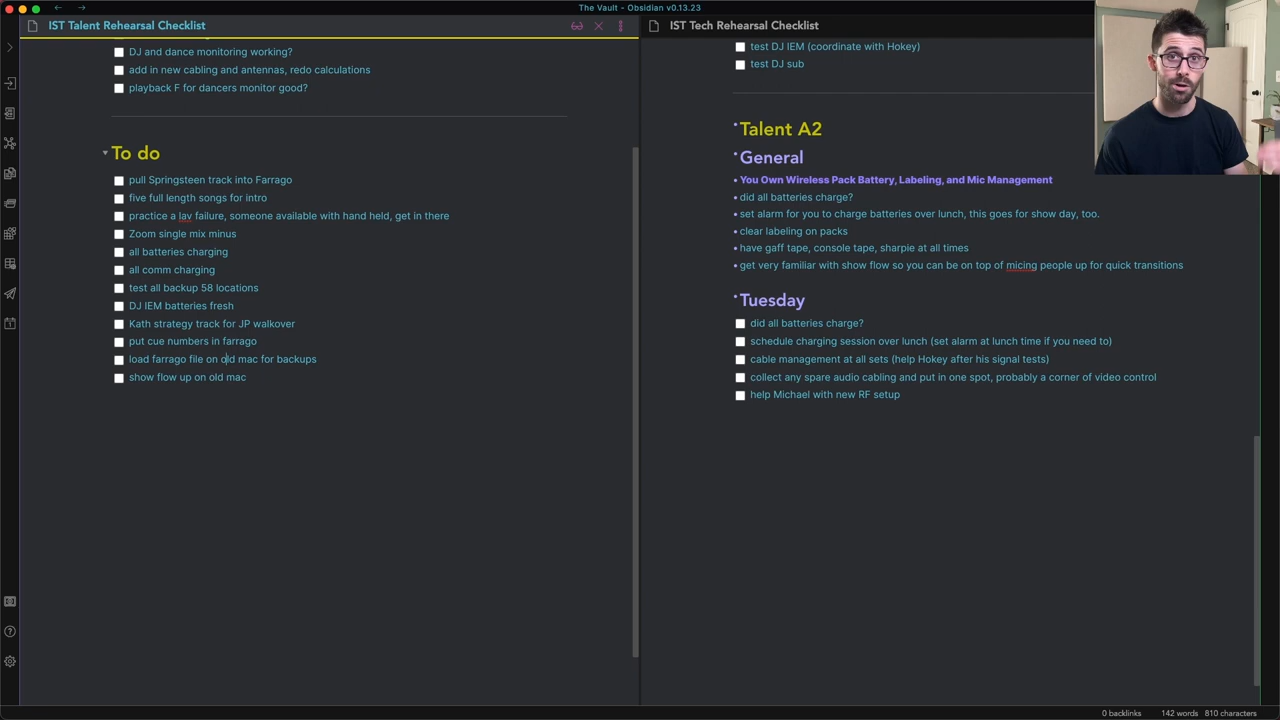 The Vault - Obsidian v0.13.23
IST Talent Rehearsal Checklist
DJ and dance monitoring working?
add in new cabling and antennas, redo calculations
playback F for dancers monitor good?
To do
pull Springsteen track into Farrago
five full length songs for intro
practice a lav failure, someone available with hand held, get in there
Zoom single mix minus
all batteries charging
all comm charging
test all backup 58 locations
DJ IEM batteries fresh
Kath strategy track for JP walkover
put cue numbers in farrago
load farrago file on old mac for backups
show flow up on old mac
IST Tech Rehearsal Checklist
test DJ IEM (coordinate with Hokey)
test DJ sub
Talent A2
General
You Own Wireless Pack Battery, Labeling, and Mic Management
did all batteries charge?
set alarm for you to charge batteries over lunch, this goes for show day, too.
clear labeling on packs
have gaff tape, console tape, sharpie at all times
get very familiar with show flow so you can be on top of micing people up for quick transitions
Tuesday
did all batteries charge?
schedule charging session over lunch (set alarm at lunch time if you need to)
cable management at all sets (help Hokey after his signal tests)
collect any spare audio cabling and put in one spot, probably a corner of video control
help Michael with new RF setup
0 backlinks 142 words 810 characters